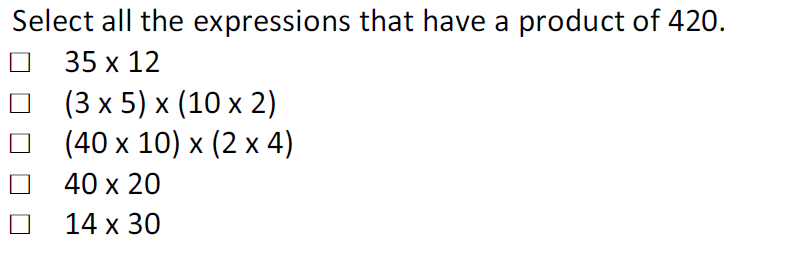 Select all the expressions that have a product of 420.
☐ 35 x 12
☐ (3 x 5) x (10 x 2)
☐ (40 x 10) x (2 x 4)
☐ 40 x 20
☐ 14 x 30